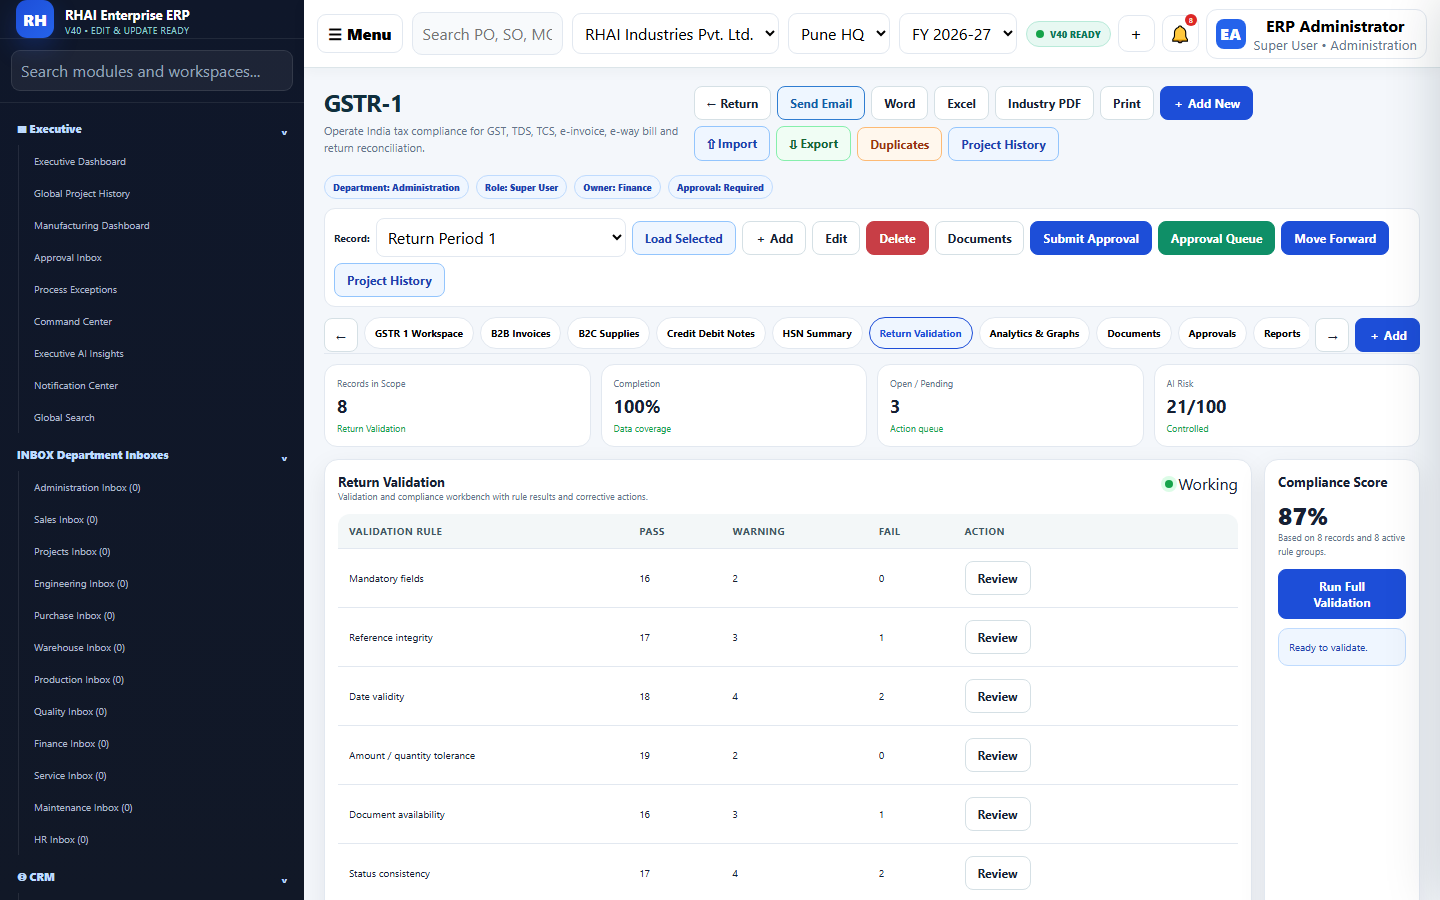 RH
RHAI Enterprise ERP
V40 • EDIT & UPDATE READY
Search modules and workspaces...
Executive
Executive Dashboard
Global Project History
Manufacturing Dashboard
Approval Inbox
Process Exceptions
Command Center
Executive AI Insights
Notification Center
Global Search
INBOX Department Inboxes
Administration Inbox (0)
Sales Inbox (0)
Projects Inbox (0)
Engineering Inbox (0)
Purchase Inbox (0)
Warehouse Inbox (0)
Production Inbox (0)
Quality Inbox (0)
Finance Inbox (0)
Service Inbox (0)
Maintenance Inbox (0)
HR Inbox (0)
CRM
☰ Menu
Search PO, SO, MO
RHAI Industries Pvt. Ltd.
Pune HQ
FY 2026-27
V40 READY
+
8
EA
ERP Administrator
Super User • Administration
GSTR-1
Operate India tax compliance for GST, TDS, TCS, e-invoice, e-way bill and
return reconciliation.
← Return
Send Email
Word
Excel
Industry PDF
Print
+ Add New
⇧ Import
⇩ Export
Duplicates
Project History
Department: Administration
Role: Super User
Owner: Finance
Approval: Required
Record:
Return Period 1
Load Selected
+ Add
Edit
Delete
Documents
Submit Approval
Approval Queue
Move Forward
Project History
←
GSTR 1 Workspace
B2B Invoices
B2C Supplies
Credit Debit Notes
HSN Summary
Return Validation
Analytics & Graphs
Documents
Approvals
Reports
→
+ Add
Records in Scope
8
Return Validation
Completion
100%
Data coverage
Open / Pending
3
Action queue
AI Risk
21/100
Controlled
Return Validation
Validation and compliance workbench with rule results and corrective actions.
Working
VALIDATION RULE PASS WARNING FAIL ACTION
Mandatory fields 16 2 0 Review
Reference integrity 17 3 1 Review
Date validity 18 4 2 Review
Amount / quantity tolerance 19 2 0 Review
Document availability 16 3 1 Review
Status consistency 17 4 2 Review
Compliance Score
87%
Based on 8 records and 8 active
rule groups.
Run Full
Validation
Ready to validate.